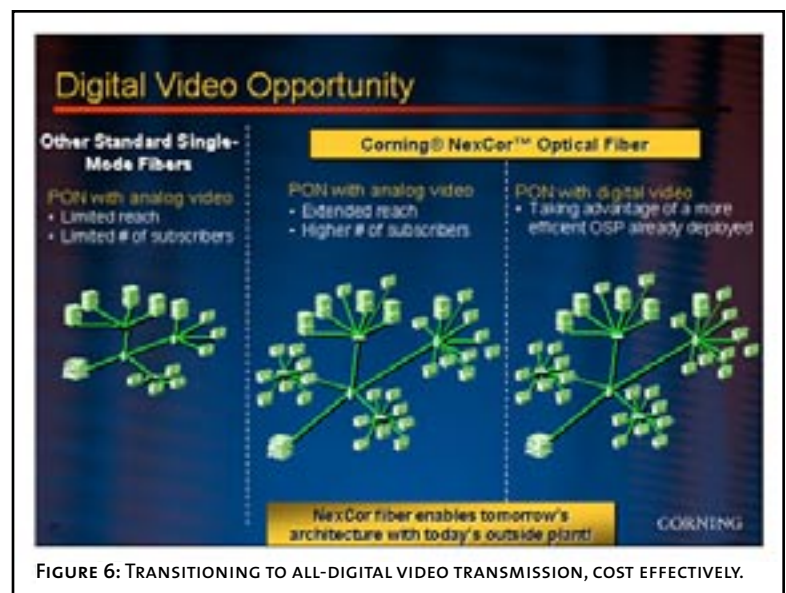 Digital Video Opportunity
Other Standard Single-
Mode Fibers
PON with analog video
• Limited reach
• Limited # of subscribers
Corning® NexCor™ Optical Fiber
PON with analog video
• Extended reach
• Higher # of subscribers
PON with digital video
• Taking advantage of a more
efficient OSP already deployed
NexCor fiber enables tomorrow's
architecture with today's outside plant!
CORNING
FIGURE 6: TRANSITIONING TO ALL-DIGITAL VIDEO TRANSMISSION, COST EFFECTIVELY.